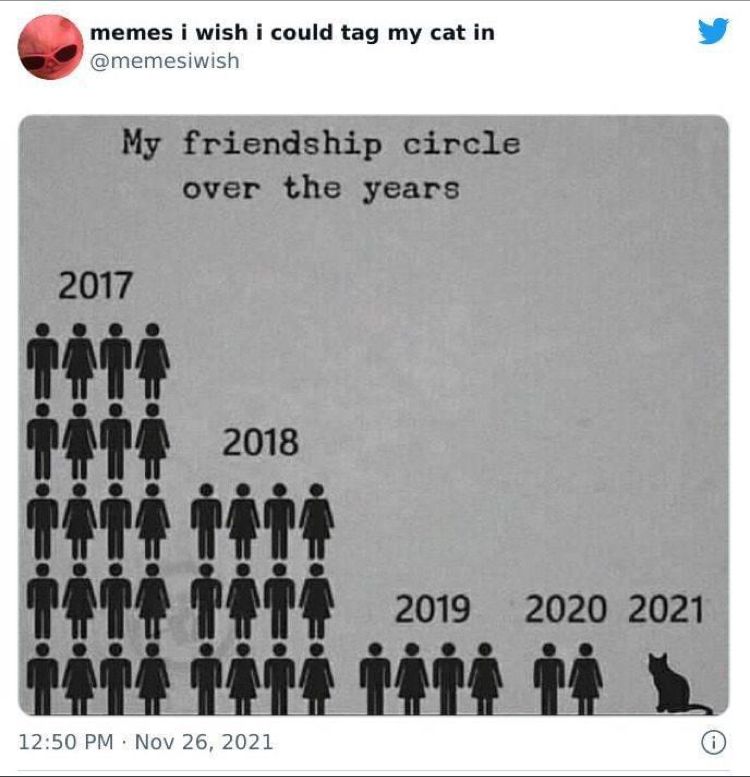 memes i wish i could tag my cat in
@memesiwish
My friendship circle
over the years
2017
2018
2019 2020 2021
12:50 PM · Nov 26, 2021